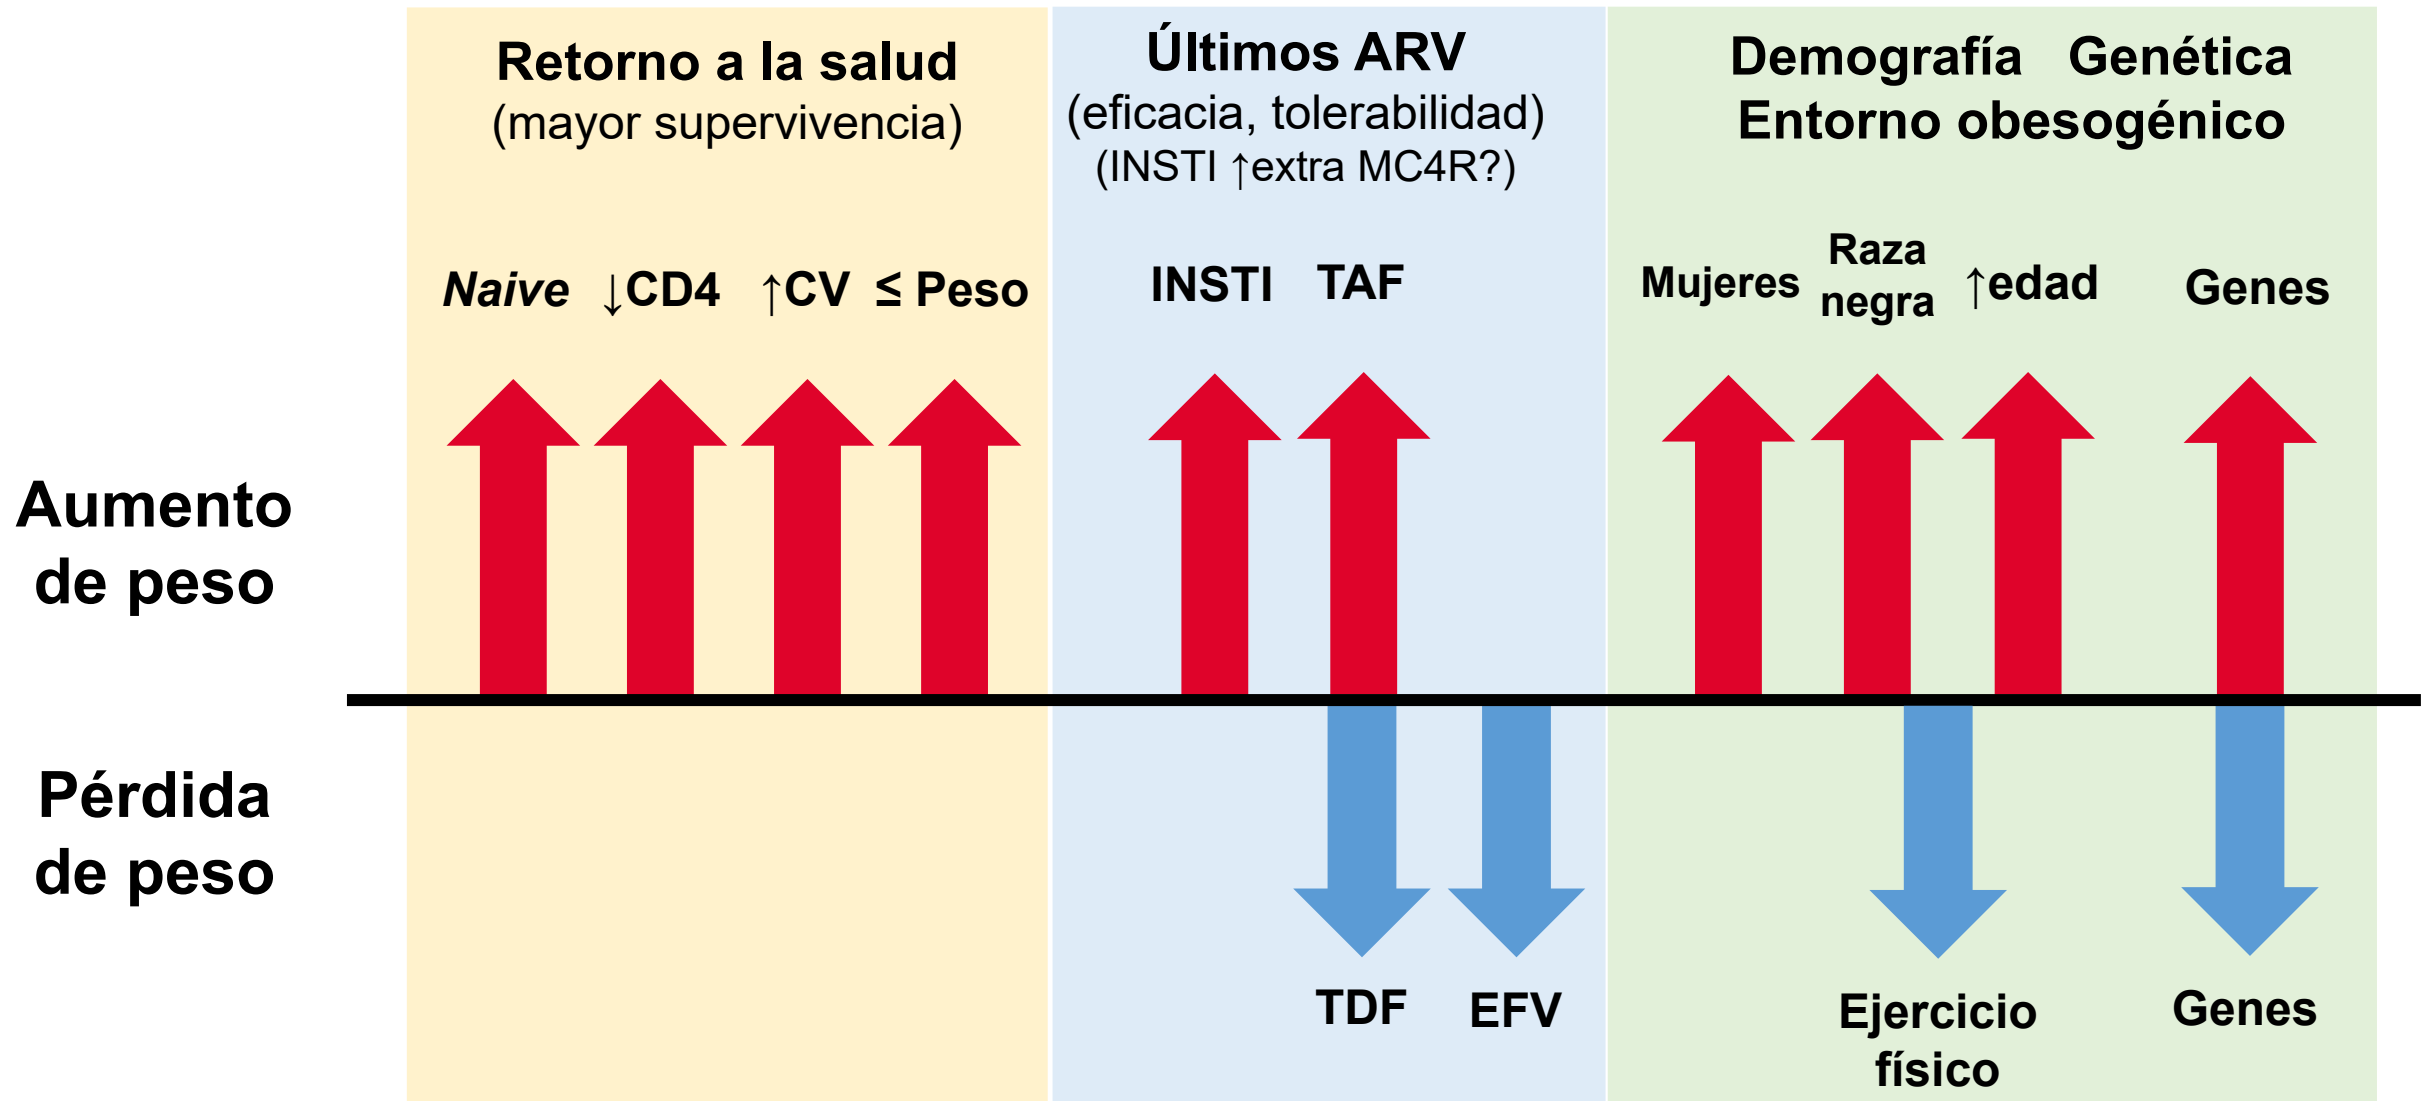 Retorno a la salud
(mayor supervivencia)
Naive ↓CD4 ↑CV ≤ Peso
Últimos ARV
(eficacia, tolerabilidad)
(INSTI ↑extra MC4R?)
INSTI TAF
Demografía Genética
Entorno obesogénico
Mujeres
Raza
negra
↑edad
Genes
Aumento
de peso
Pérdida
de peso
TDF EFV
Ejercicio
físico
Genes